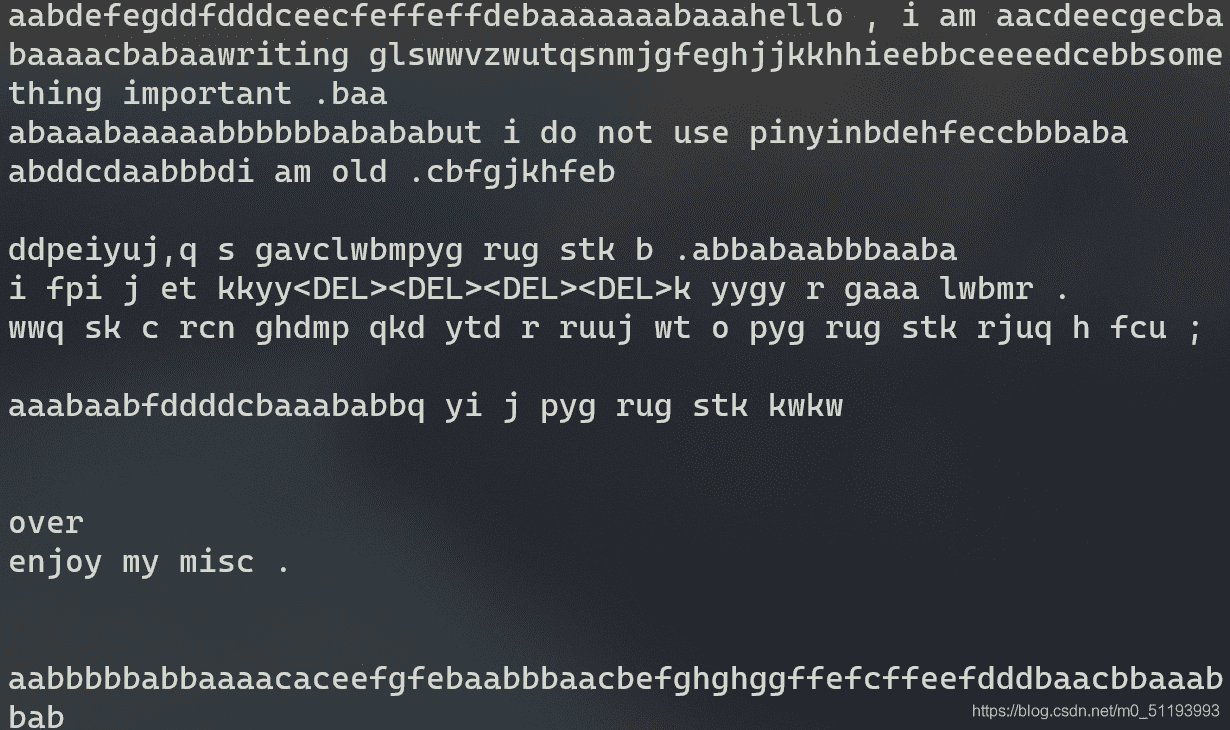 aabdefegddfdddceecfeffeffdebaaaaaaabaaahello , i am aacdeecgecba
baaaacbabaawriting glswwvzwutqsnmjgfeghjjkkhhieebbceeeedcebbsome
thing important .baa
abaaabaaaaabbbbbbabababut i do not use pinyinbdehfeccbbbaba
abddcdaabbbdi am old .cbfgjkhfeb
ddpeiyuj,q s gavclwbmpyg rug stk b .abbabaabbbaaba
i fpi j et kkyy<DEL><DEL><DEL><DEL>k yygy r gaaa lwbmr .
wwq sk c rcn ghdmp qkd ytd r ruuj wt o pyg rug stk rjuq h fcu ;
aaabaabfddddcbaaababbq yi j pyg rug stk kwkw
over
enjoy my misc .
aabbbbbabbaaaacaceefgfebaabbbaacbefghghggffefcffeefdddbaacbbaaab
bab
https://blog.csdn.net/m0_51193993